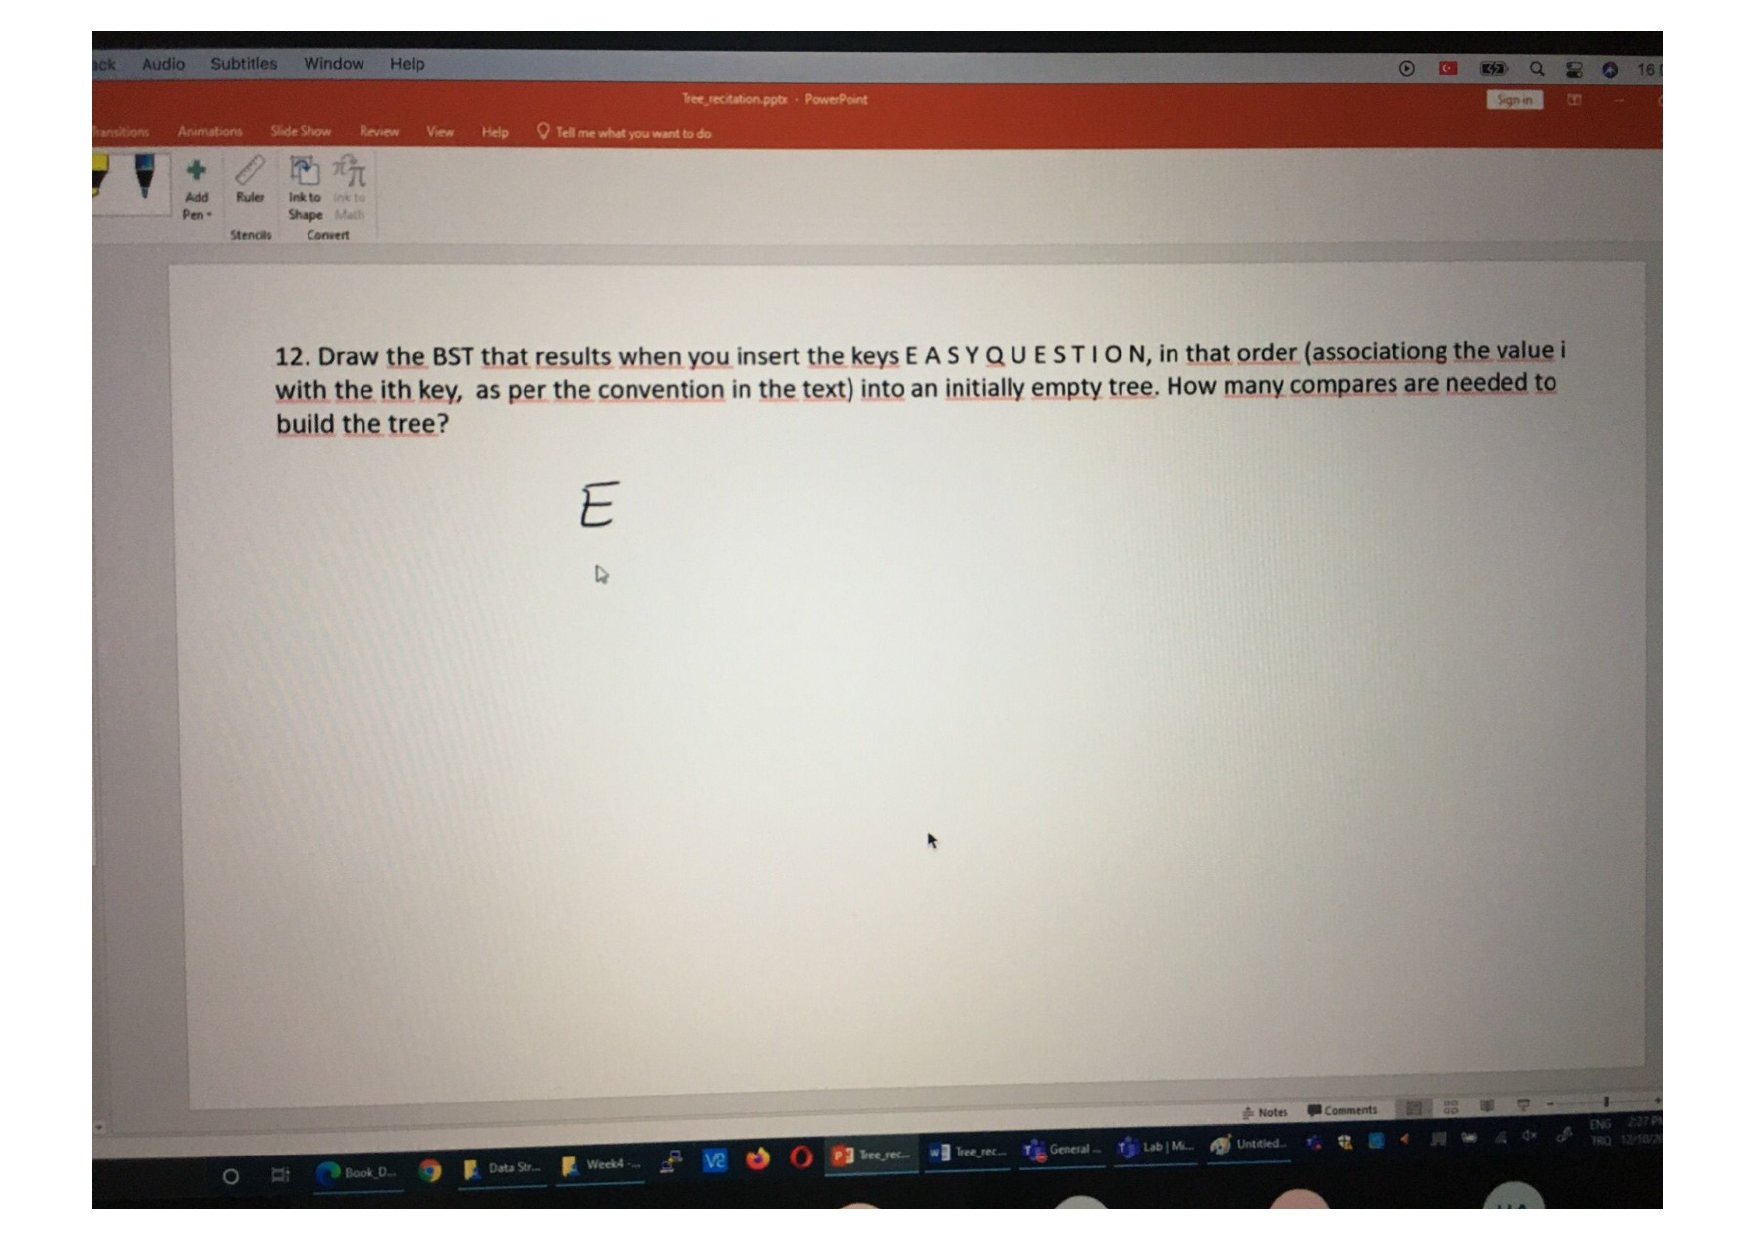 Audio Subtitles Window Help
Tree_recitation.pptx - PowerPoint
Sign in
Transitions Animations Slide Show Review View Help Tell me what you want to do
Add Pen Ruler Ink to Shape Ink to Math
Stencils Convert
12. Draw the BST that results when you insert the keys E A S Y Q U E S T I O N, in that order (associationg the value i
with the ith key, as per the convention in the text) into an initially empty tree. How many compares are needed to
build the tree?
E
Notes Comments
ENG
Book_D... Data Str... Week4 -... V2 Tree_rec... Tree_rec... General ... Lab | Mi... Untitled...